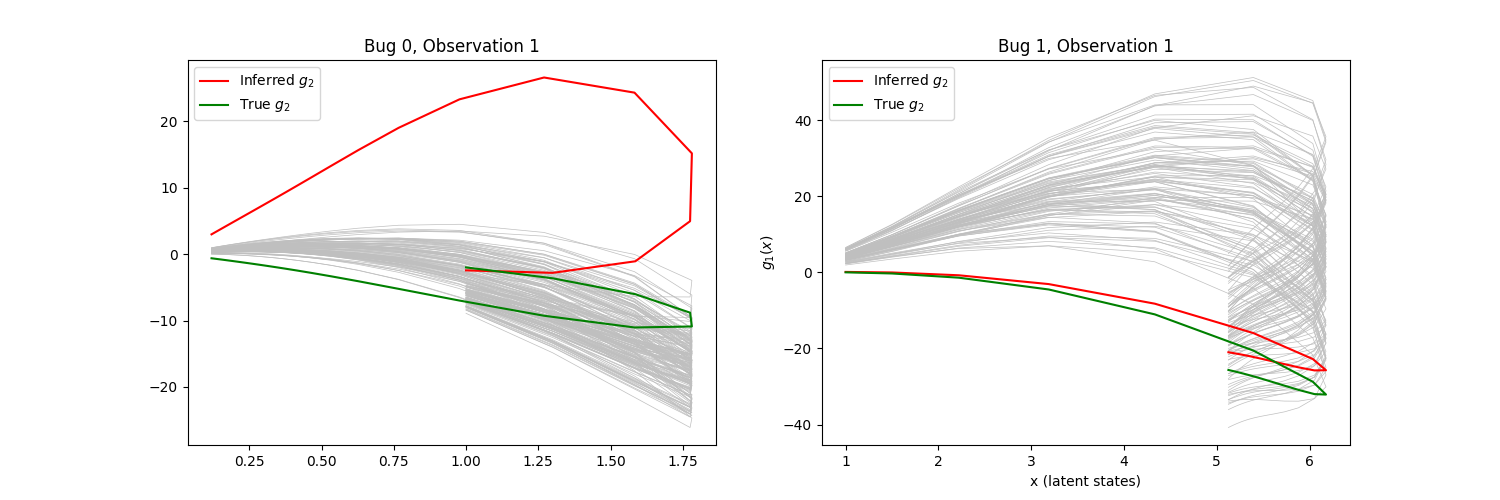 Bug 0, Observation 1
Inferred g₂
True g₂
20
10
0
−10
−20
0.25 0.50 0.75 1.00 1.25 1.50 1.75
Bug 1, Observation 1
Inferred g₂
True g₂
g₁(x)
40
20
0
−20
−40
1 2 3 4 5 6
x (latent states)